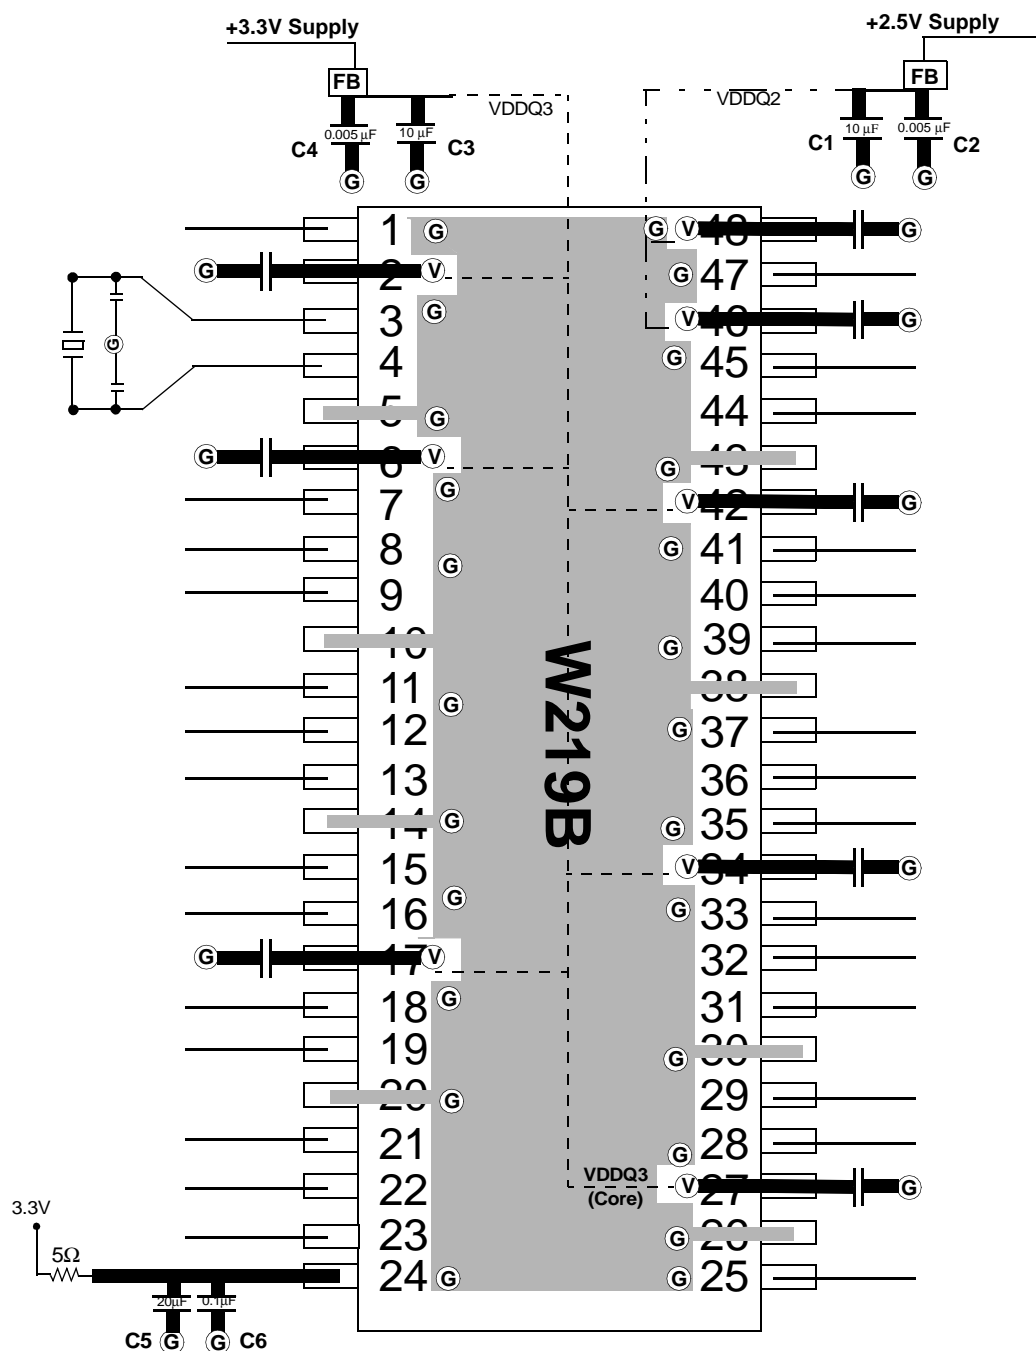 +3.3V Supply
+2.5V Supply
FB
FB
VDDQ3
VDDQ2
0.005 µF
10 µF
10 µF
0.005 µF
C4
C3
C1
C2
G
G
G
G
1
G
G
V
48
G
G
2
V
G
47
3
G
V
46
G
G
4
G
45
5
G
44
G
6
V
G
43
7
G
V
42
G
8
G
G
41
9
40
10
G
39
11
G
38
12
G
37
13
36
14
G
G
35
15
G
V
34
G
16
G
33
G
17
V
32
18
G
31
19
G
30
20
G
29
21
G
28
22
VDDQ3
(Core)
V
27
G
23
G
26
24
G
G
25
W219B
3.3V
5Ω
20µF
0.1µF
C5
G
G
C6